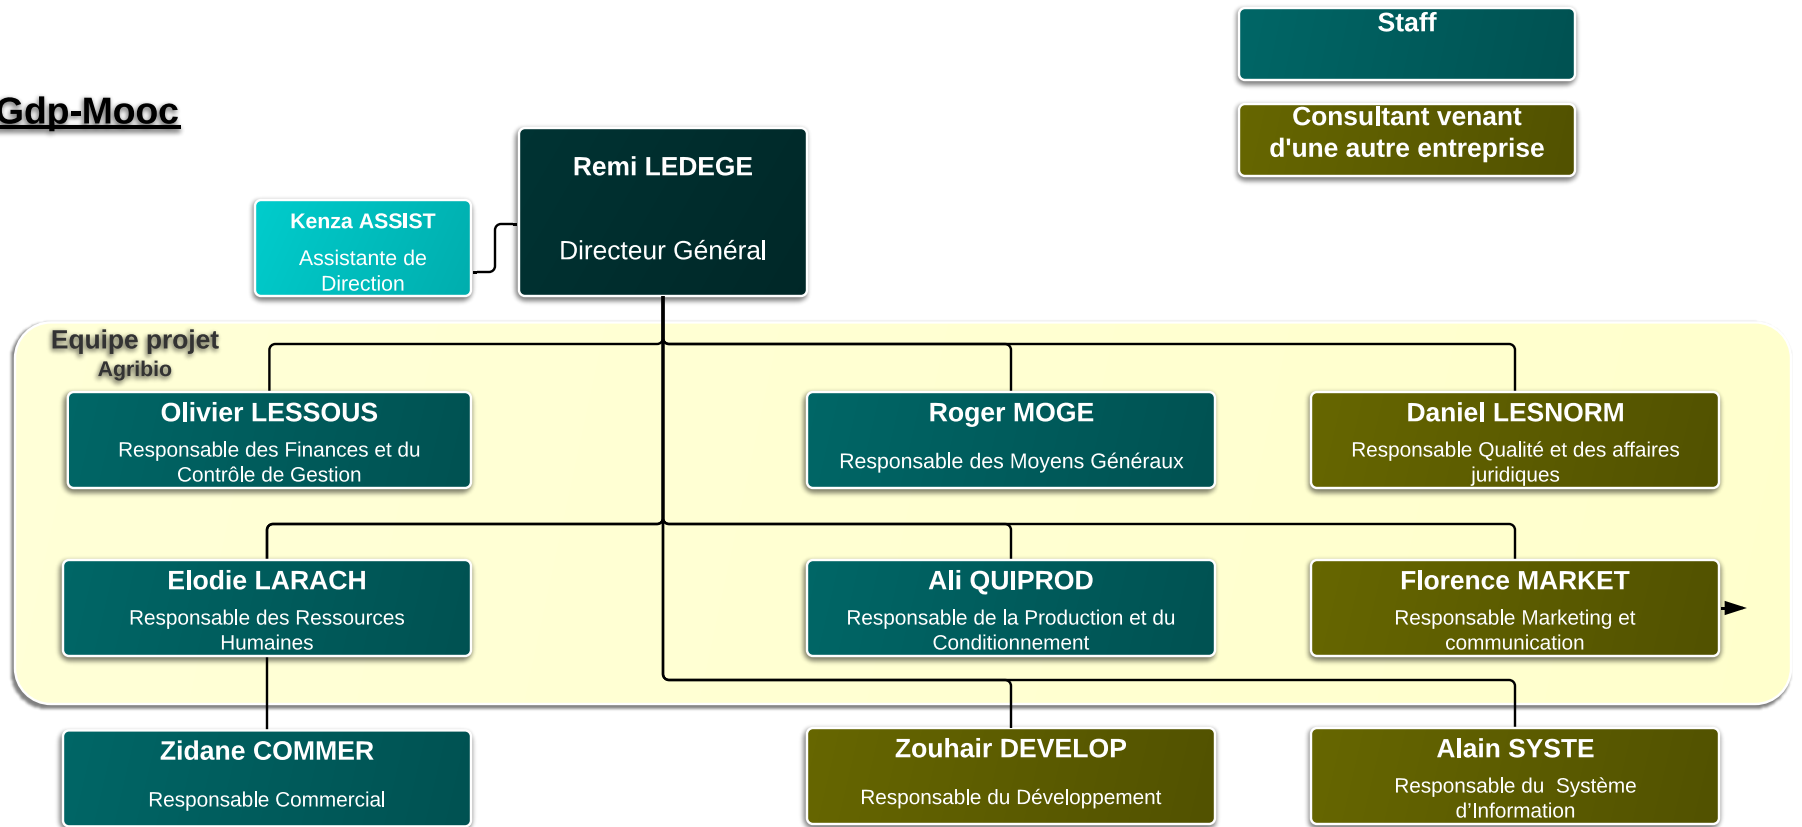 Staff
Gdp-Mooc
Consultant venant
d'une autre entreprise
Remi LEDEGE
Directeur Général
Kenza ASSIST
Assistante de
Direction
Equipe projet
Agribio
Olivier LESSOUS
Responsable des Finances et du
Contrôle de Gestion
Roger MOGE
Responsable des Moyens Généraux
Daniel LESNORM
Responsable Qualité et des affaires
juridiques
Elodie LARACH
Responsable des Ressources
Humaines
Ali QUIPROD
Responsable de la Production et du
Conditionnement
Florence MARKET
Responsable Marketing et
communication
Zidane COMMER
Responsable Commercial
Zouhair DEVELOP
Responsable du Développement
Alain SYSTE
Responsable du  Système
d’Information